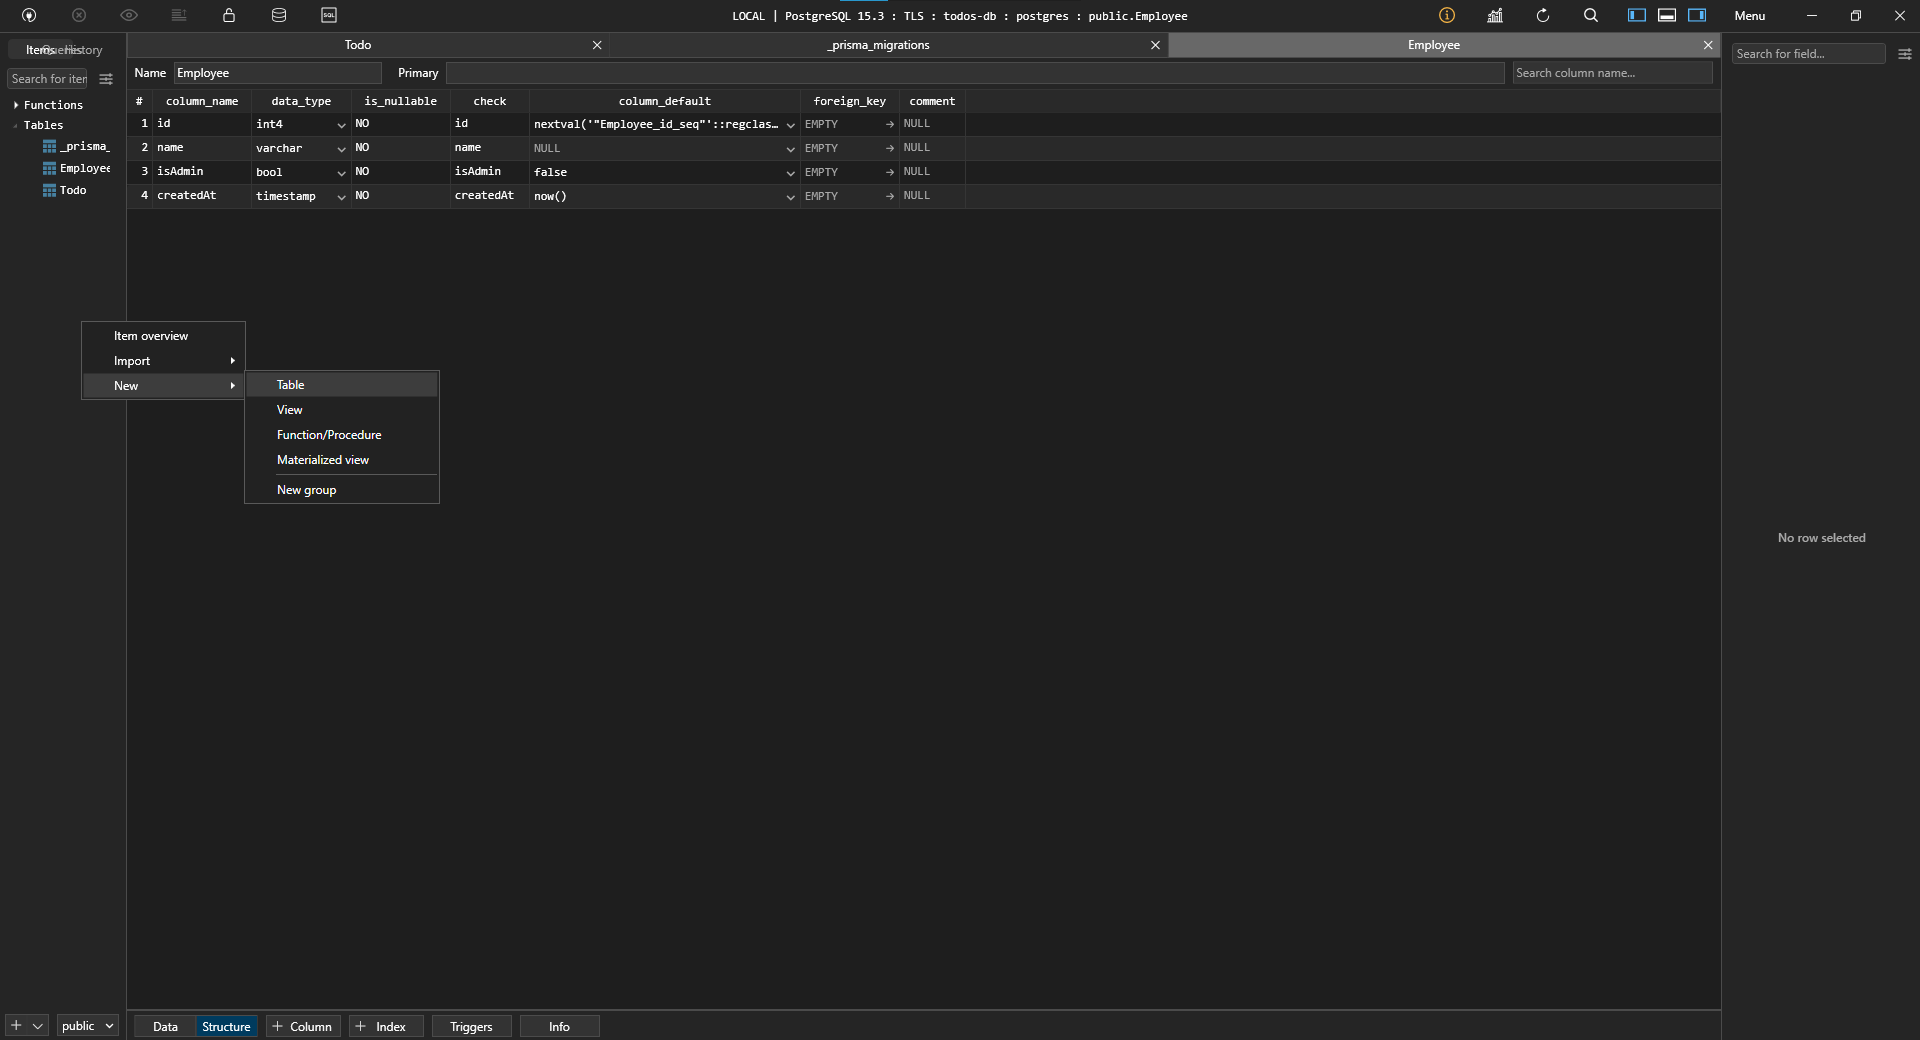 SQL
LOCAL | PostgreSQL 15.3 : TLS : todos-db : postgres : public.Employee
Menu
Items
History
Todo
_prisma_migrations
Employee
Search for field...
Search for iter
Name Employee Primary
Search column name...
# column_name data_type is_nullable check column_default foreign_key comment
1 id int4 NO id nextval('"Employee_id_seq"'::regclas… EMPTY NULL
2 name varchar NO name NULL EMPTY NULL
3 isAdmin bool NO isAdmin false EMPTY NULL
4 createdAt timestamp NO createdAt now() EMPTY NULL
Functions
Tables
_prisma_
Employee
Todo
Item overview
Import
New
Table
View
Function/Procedure
Materialized view
New group
No row selected
public
Data
Structure
+ Column
+ Index
Triggers
Info